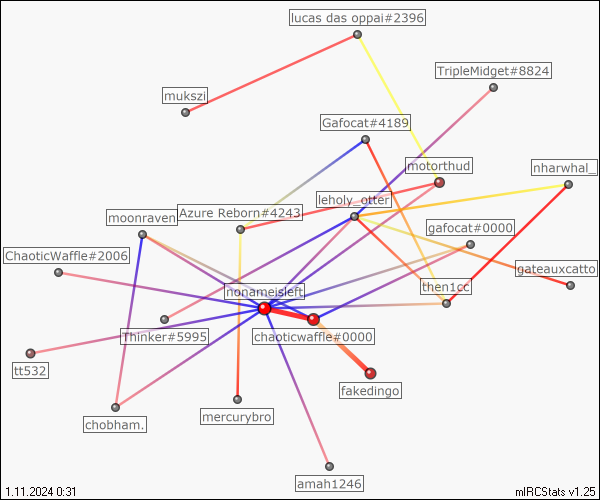 lucas das oppai#2396
TripleMidget#8824
mukszi
Gafocat#4189
motorthud
nharwhal_
leholy_otter
Azure Reborn#4243
moonraven
gafocat#0000
ChaoticWaffle#2006
gateauxcatto
then1cc
nonameisleft
Thinker#5995
chaoticwaffle#0000
tt532
fakedingo
mercurybro
chobham.
amah1246
1.11.2024 0:31
mIRCStats v1.25